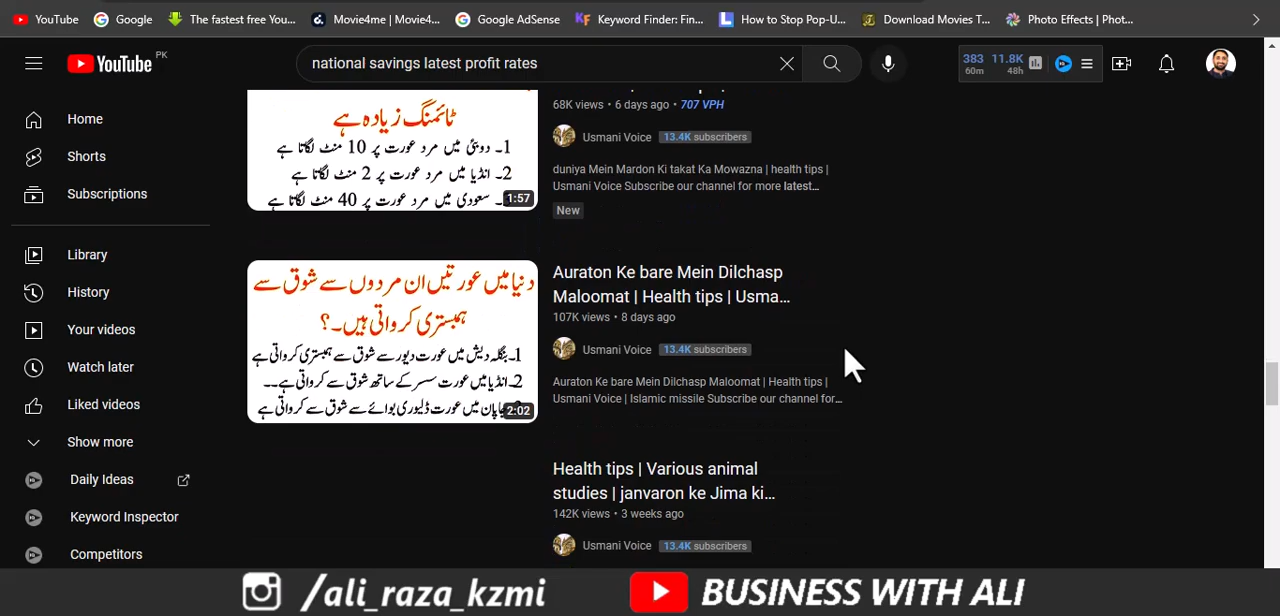 YouTube
Google
The fastest free You...
Movie4me | Movie4...
Google AdSense
Keyword Finder: Fin...
How to Stop Pop-U...
Download Movies T...
Photo Effects | Phot...
YouTube PK
national savings latest profit rates
383 60m
11.8K 48h
Home
Shorts
Subscriptions
Library
History
Your videos
Watch later
Liked videos
Show more
Daily Ideas
Keyword Inspector
Competitors
ٹائمنگ زیادہ ہے
1۔ دوبئی میں مرد عورت پر 10 منٹ لگاتا ہے
2۔ انڈیا میں مرد عورت پر 2 منٹ لگاتا ہے
۔ سعودی میں مرد عورت پر 40 منٹ لگاتا ہے
1:57
68K views • 6 days ago • 707 VPH
Usmani Voice 13.4K subscribers
duniya Mein Mardon Ki takat Ka Mowazna | health tips |
Usmani Voice Subscribe our channel for more latest...
New
دنیا میں عورتیں ان مردوں سے شوق سے
ہمبستری کرواتی ہیں۔؟
1۔بنگلہ دیش میں عورت دیور سے شوق سے ہمبستری کرواتی ہے
2۔انڈیا میں عورت سسر کے ساتھ شوق سے کرواتی ہے۔۔
جاپان میں عورت ڈلیوری بوائے سے شوق سے کرواتی ہے
2:02
Auraton Ke bare Mein Dilchasp
Maloomat | Health tips | Usma...
107K views • 8 days ago
Usmani Voice 13.4K subscribers
Auraton Ke bare Mein Dilchasp Maloomat | Health tips |
Usmani Voice | Islamic missile Subscribe our channel for...
Health tips | Various animal
studies | janvaron ke Jima ki...
142K views • 3 weeks ago
Usmani Voice 13.4K subscribers
/ali_raza_kzmi
BUSINESS WITH ALI